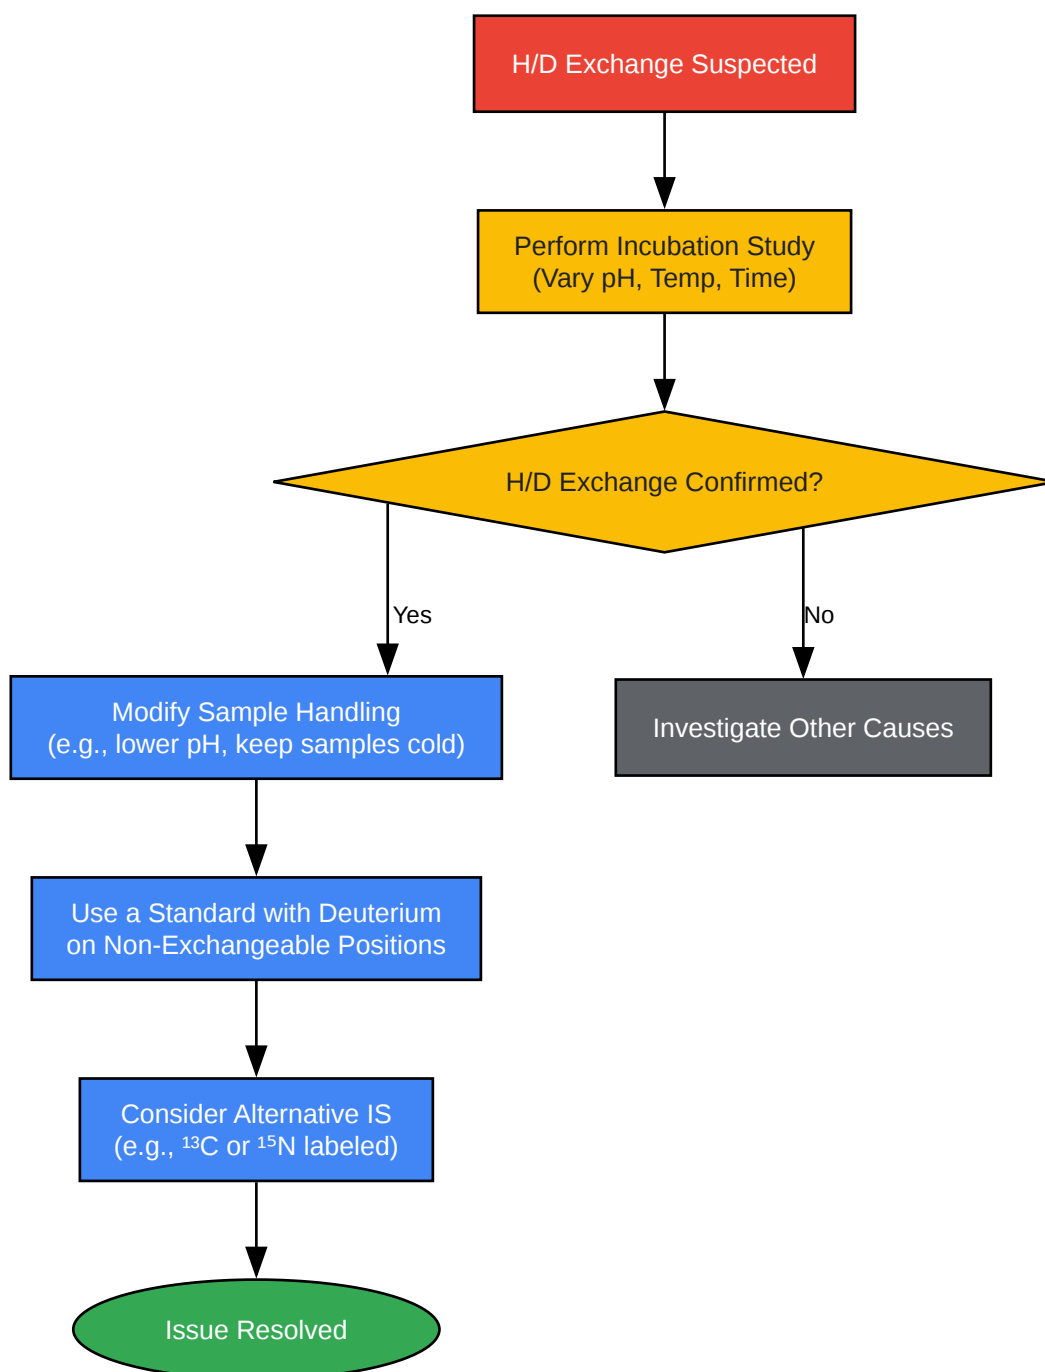 H/D Exchange Suspected
Perform Incubation Study
(Vary pH, Temp, Time)
H/D Exchange Confirmed?
Yes
No
Modify Sample Handling
(e.g., lower pH, keep samples cold)
Investigate Other Causes
Use a Standard with Deuterium
on Non-Exchangeable Positions
Consider Alternative IS
(e.g., ¹³C or ¹⁵N labeled)
Issue Resolved